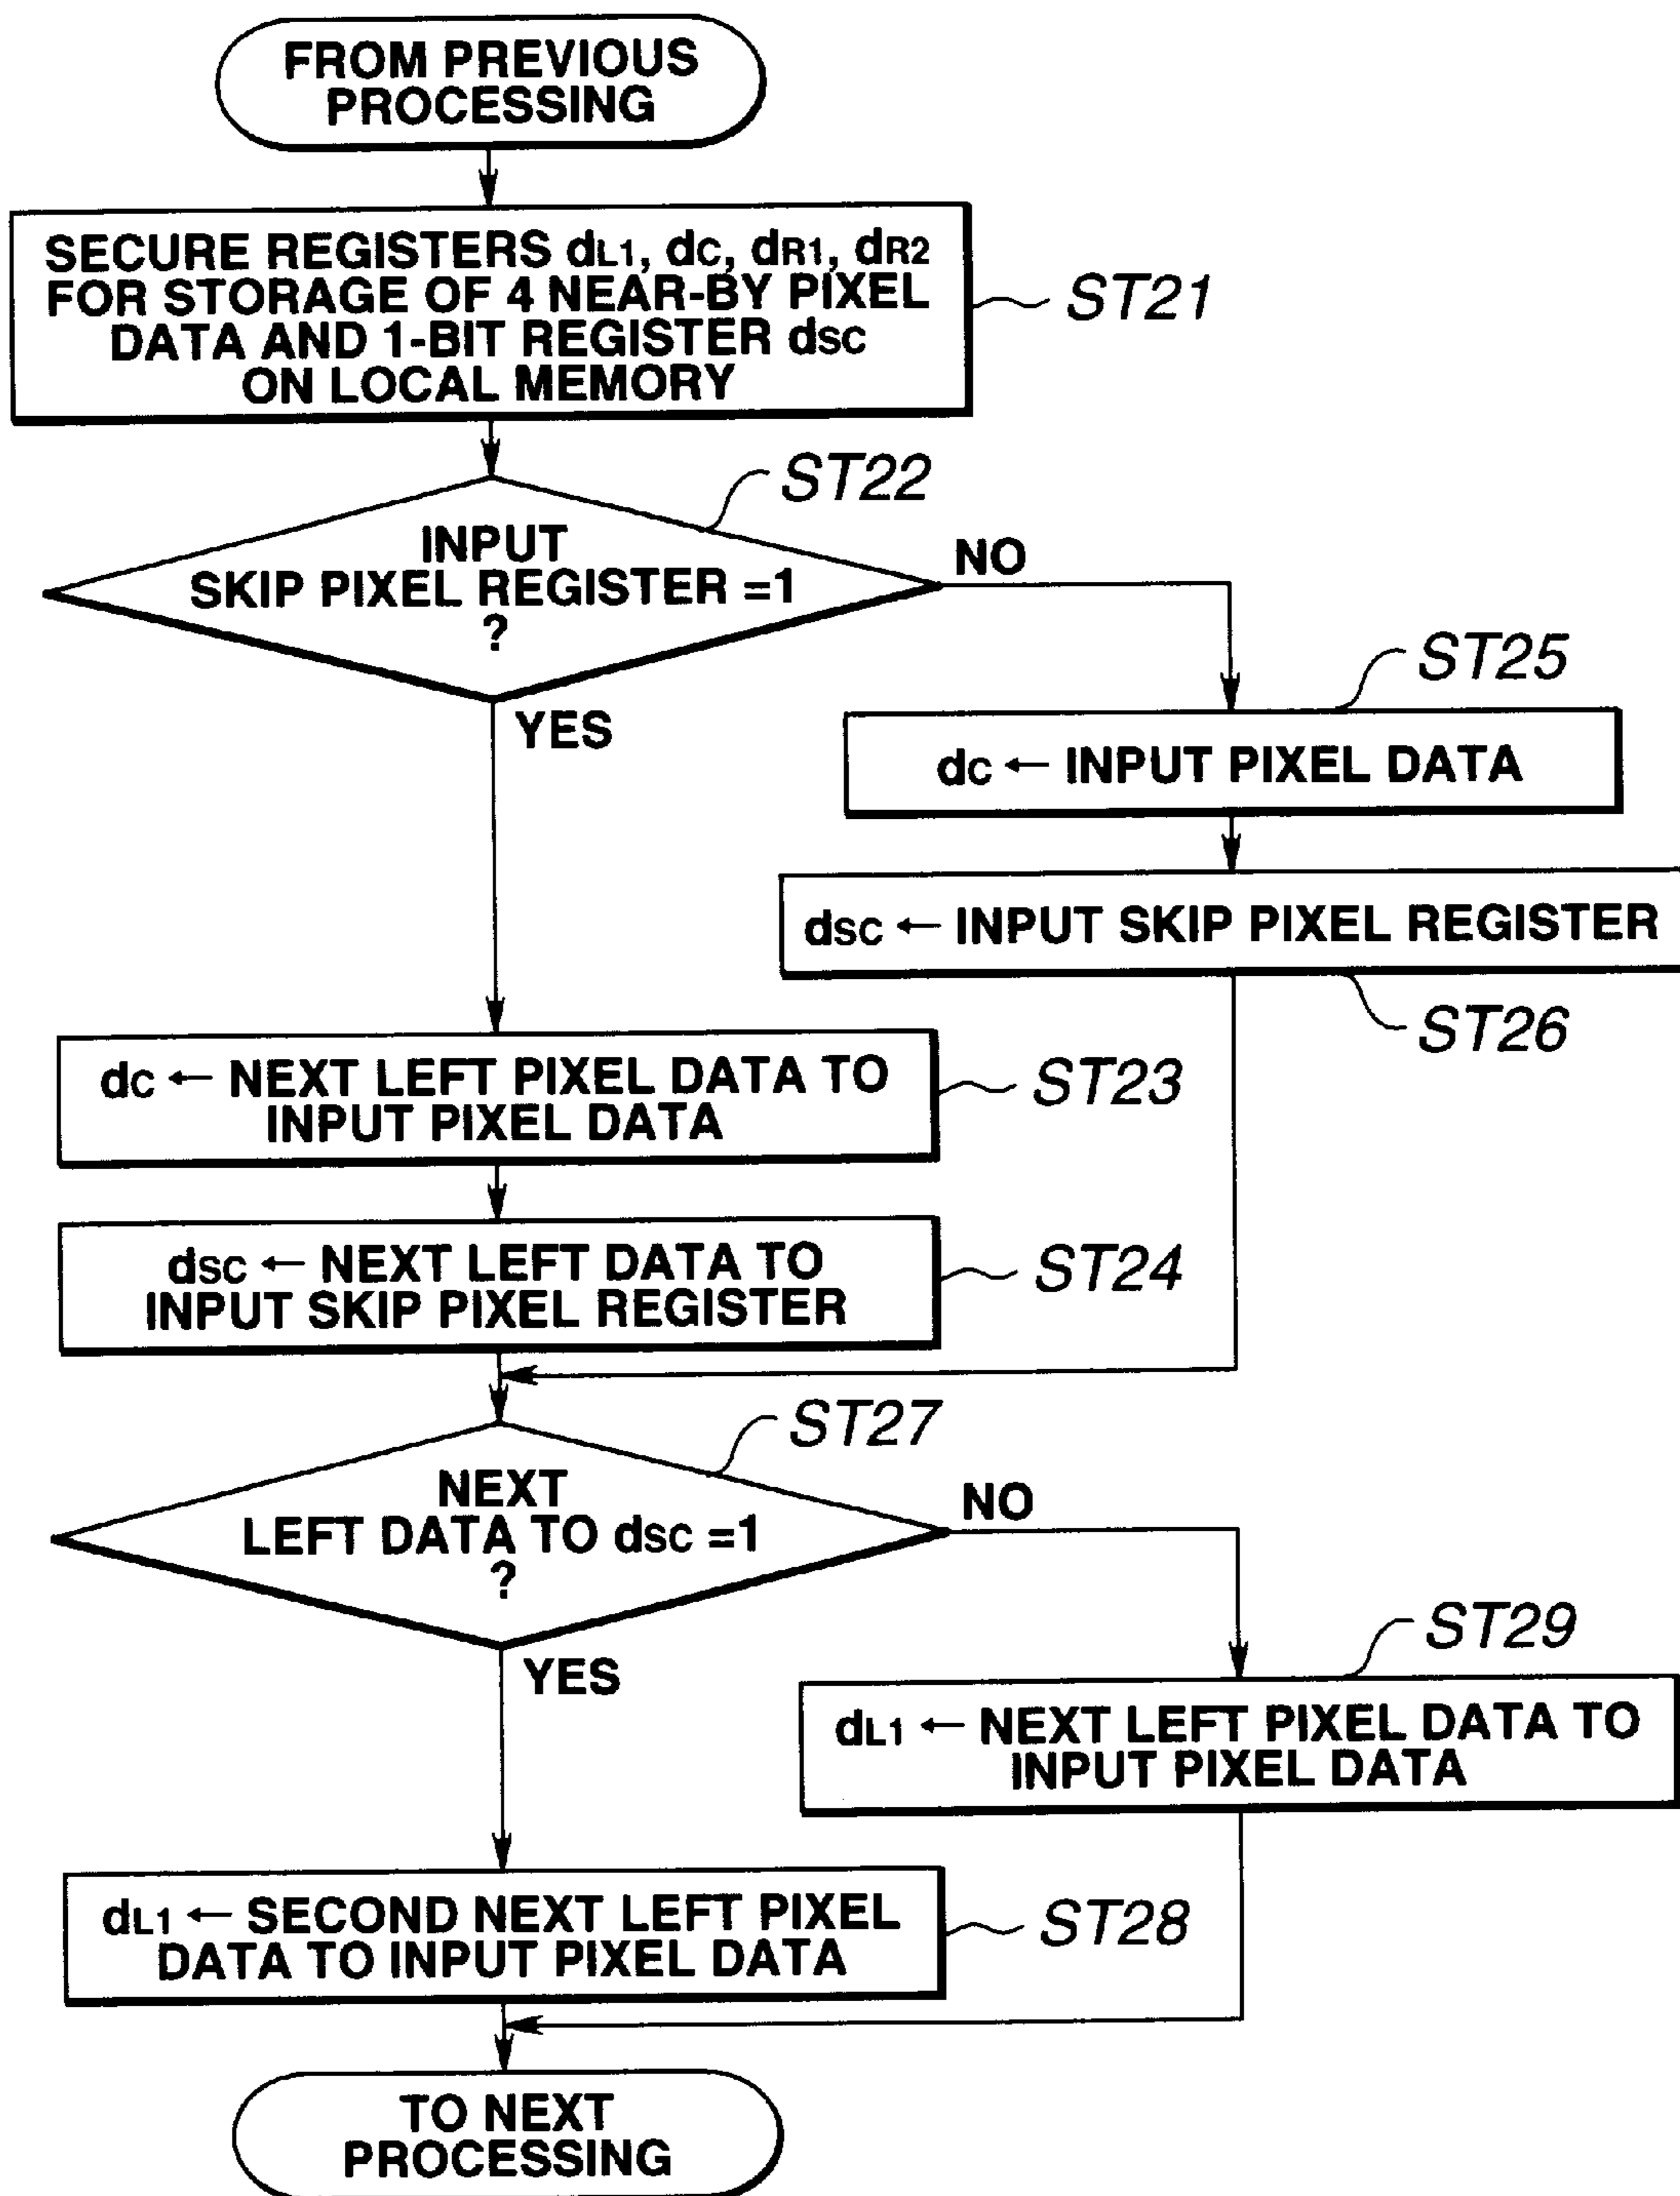 FROM PREVIOUS
PROCESSING
SECURE REGISTERS dL1, dC, dR1, dR2
FOR STORAGE OF 4 NEAR-BY PIXEL
DATA AND 1-BIT REGISTER dSC
ON LOCAL MEMORY
ST21
ST22
INPUT
SKIP PIXEL REGISTER =1
?
NO
YES
ST25
dC ← INPUT PIXEL DATA
dSC ← INPUT SKIP PIXEL REGISTER
ST26
dC ← NEXT LEFT PIXEL DATA TO
INPUT PIXEL DATA
ST23
dSC ← NEXT LEFT DATA TO
INPUT SKIP PIXEL REGISTER
ST24
ST27
NEXT
LEFT DATA TO dSC =1
?
NO
YES
ST29
dL1 ← NEXT LEFT PIXEL DATA TO
INPUT PIXEL DATA
dL1 ← SECOND NEXT LEFT PIXEL
DATA TO INPUT PIXEL DATA
ST28
TO NEXT
PROCESSING